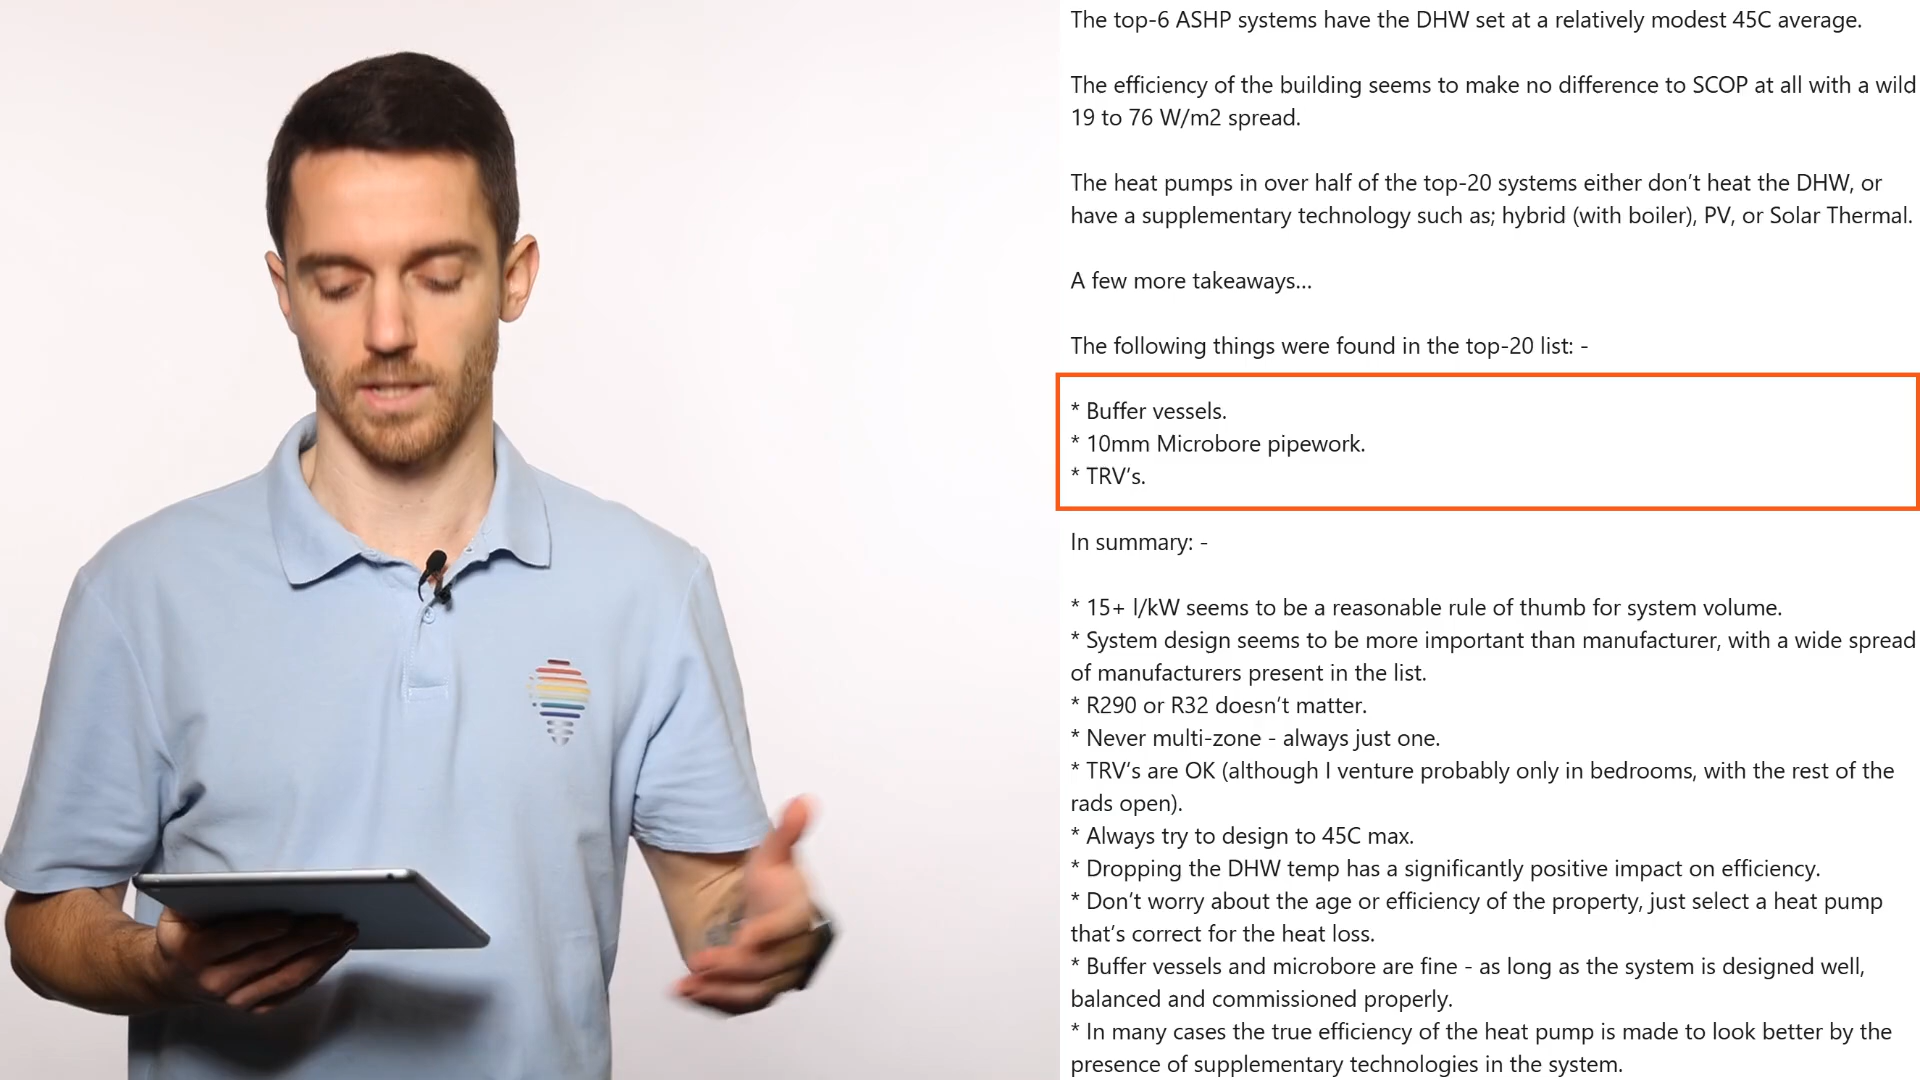 The top-6 ASHP systems have the DHW set at a relatively modest 45C average.
The efficiency of the building seems to make no difference to SCOP at all with a wild
19 to 76 W/m2 spread.
The heat pumps in over half of the top-20 systems either don’t heat the DHW, or
have a supplementary technology such as; hybrid (with boiler), PV, or Solar Thermal.
A few more takeaways…
The following things were found in the top-20 list: -
* Buffer vessels.
* 10mm Microbore pipework.
* TRV’s.
In summary: -
* 15+ l/kW seems to be a reasonable rule of thumb for system volume.
* System design seems to be more important than manufacturer, with a wide spread
of manufacturers present in the list.
* R290 or R32 doesn’t matter.
* Never multi-zone - always just one.
* TRV’s are OK (although I venture probably only in bedrooms, with the rest of the
rads open).
* Always try to design to 45C max.
* Dropping the DHW temp has a significantly positive impact on efficiency.
* Don’t worry about the age or efficiency of the property, just select a heat pump
that’s correct for the heat loss.
* Buffer vessels and microbore are fine - as long as the system is designed well,
balanced and commissioned properly.
* In many cases the true efficiency of the heat pump is made to look better by the
presence of supplementary technologies in the system.